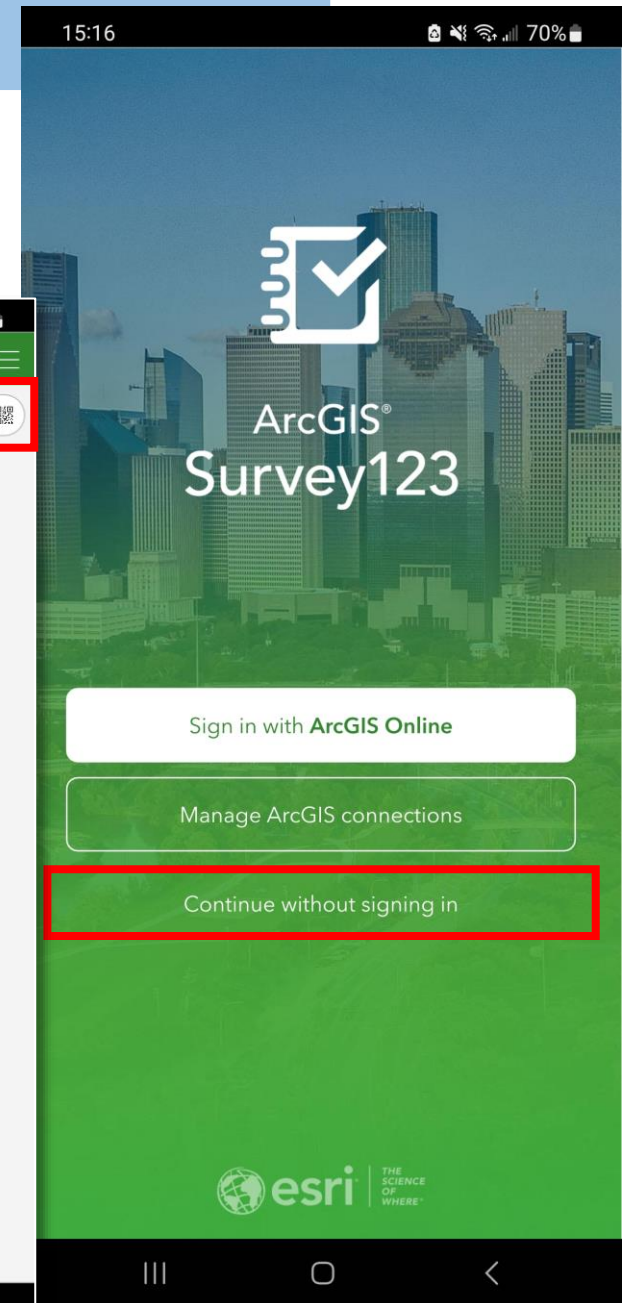 15:16
70%
ArcGIS®
Survey123
Sign in with ArcGIS Online
Manage ArcGIS connections
Continue without signing in
esri
THE
SCIENCE
OF
WHERE™